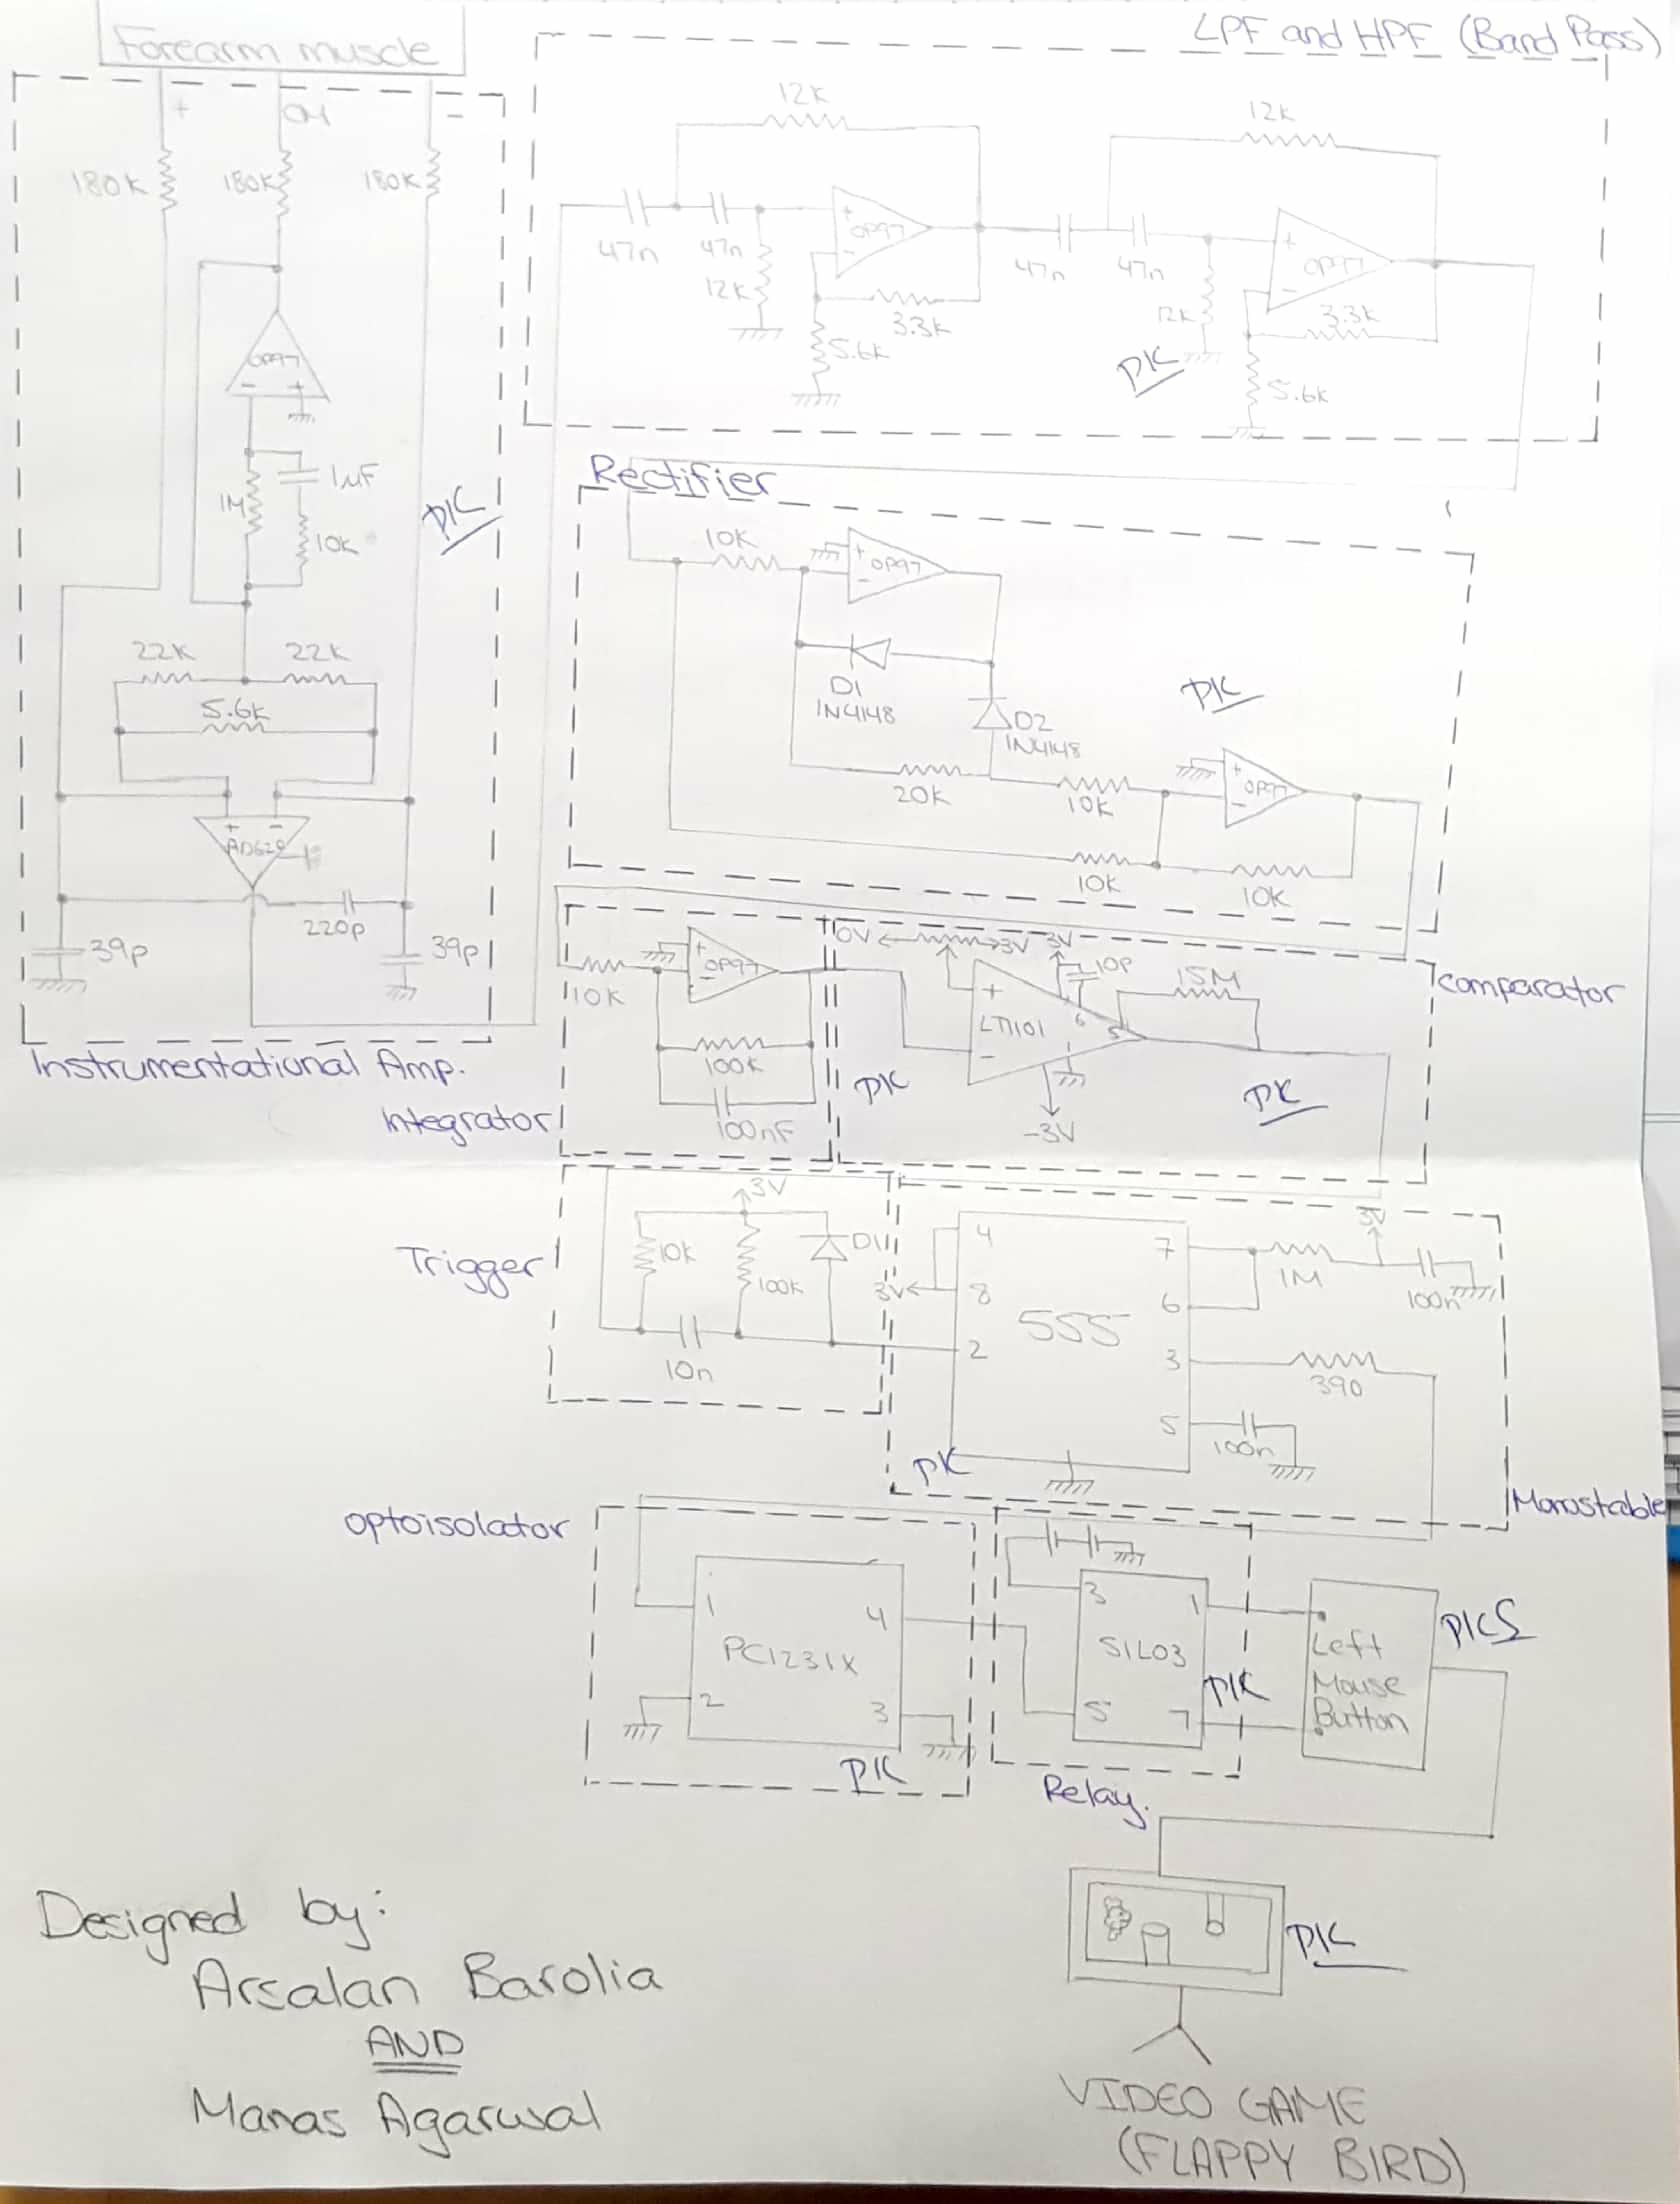 Forearm muscle
LPF and HPF (Band Pass)
+
-
180K
180K
180K
OP97
-
+
1M
1uF
10K
PK
22K
22K
5.6K
+
-
AD620
220p
39p
39p
Instrumentational Amp.
12K
47n
47n
12K
+
-
OP97
3.3K
5.6K
12K
47n
47n
12K
+
-
OP97
3.3K
5.6K
PK
Rectifier
10K
+
-
OP97
D1
1N4148
D2
1N4148
20K
10K
+
-
OP97
10K
10K
PK
Integrator
10K
+
-
OP97
100K
100nF
PK
comparator
0V
3V
3V
10P
15M
+
-
LT1101
6
5
1
-3V
PK
Trigger
3V
10K
100K
D1
10n
Monostable
3V
4
8
2
555
7
6
3
5
3V
1M
100n
390
100n
PK
optoisolator
1
2
PC1231X
4
3
PK
Relay.
3
5
SIL03
1
7
PK
Left
Mouse
Button
PKS
PK
Designed by:
Arsalan Barolia
AND
Manas Agarwal
VIDEO GAME
(FLAPPY BIRD)